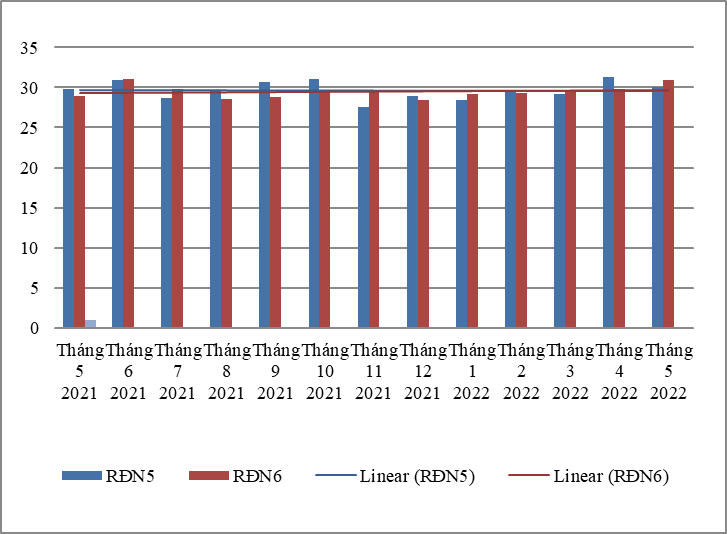 35
30
25
20
15
10
5
0
Tháng Tháng Tháng Tháng Tháng Tháng Tháng Tháng Tháng Tháng Tháng Tháng Tháng
5 6 7 8 9 10 11 12 1 2 3 4 5
2021 2021 2021 2021 2021 2021 2021 2021 2022 2022 2022 2022 2022
RĐN5 RĐN6 Linear (RĐN5) Linear (RĐN6)